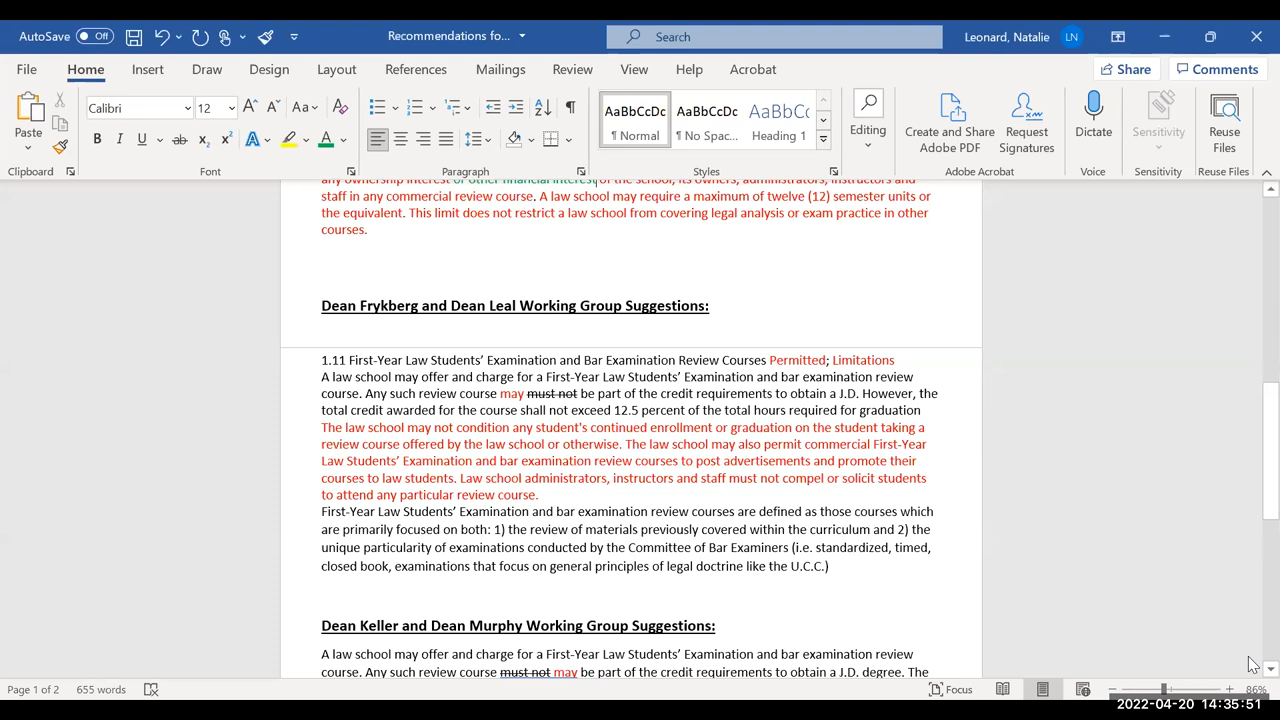 AutoSave Off Recommendations fo... Search Leonard, Natalie LN
File Home Insert Draw Design Layout References Mailings Review View Help Acrobat Share Comments
Calibri 12 AaBbCcDc AaBbCcDc AaBbCc
Paste ¶ Normal ¶ No Spac... Heading 1 Editing Create and Share Adobe PDF Request Signatures Dictate Sensitivity Reuse Files
Clipboard Font Paragraph Styles Adobe Acrobat Voice Sensitivity Reuse Files
any ownership interest or other financial interest of the school, its owners, administrators, instructors and
staff in any commercial review course. A law school may require a maximum of twelve (12) semester units or
the equivalent. This limit does not restrict a law school from covering legal analysis or exam practice in other
courses.
Dean Frykberg and Dean Leal Working Group Suggestions:
1.11 First-Year Law Students’ Examination and Bar Examination Review Courses Permitted; Limitations
A law school may offer and charge for a First-Year Law Students’ Examination and bar examination review
course. Any such review course may must not be part of the credit requirements to obtain a J.D. However, the
total credit awarded for the course shall not exceed 12.5 percent of the total hours required for graduation
The law school may not condition any student's continued enrollment or graduation on the student taking a
review course offered by the law school or otherwise. The law school may also permit commercial First-Year
Law Students’ Examination and bar examination review courses to post advertisements and promote their
courses to law students. Law school administrators, instructors and staff must not compel or solicit students
to attend any particular review course.
First-Year Law Students’ Examination and bar examination review courses are defined as those courses which
are primarily focused on both: 1) the review of materials previously covered within the curriculum and 2) the
unique particularity of examinations conducted by the Committee of Bar Examiners (i.e. standardized, timed,
closed book, examinations that focus on general principles of legal doctrine like the U.C.C.)
Dean Keller and Dean Murphy Working Group Suggestions:
A law school may offer and charge for a First-Year Law Students’ Examination and bar examination review
course. Any such review course must not may be part of the credit requirements to obtain a J.D. degree. The
Page 1 of 2 655 words Focus 86%
2022-04-20 14:35:51